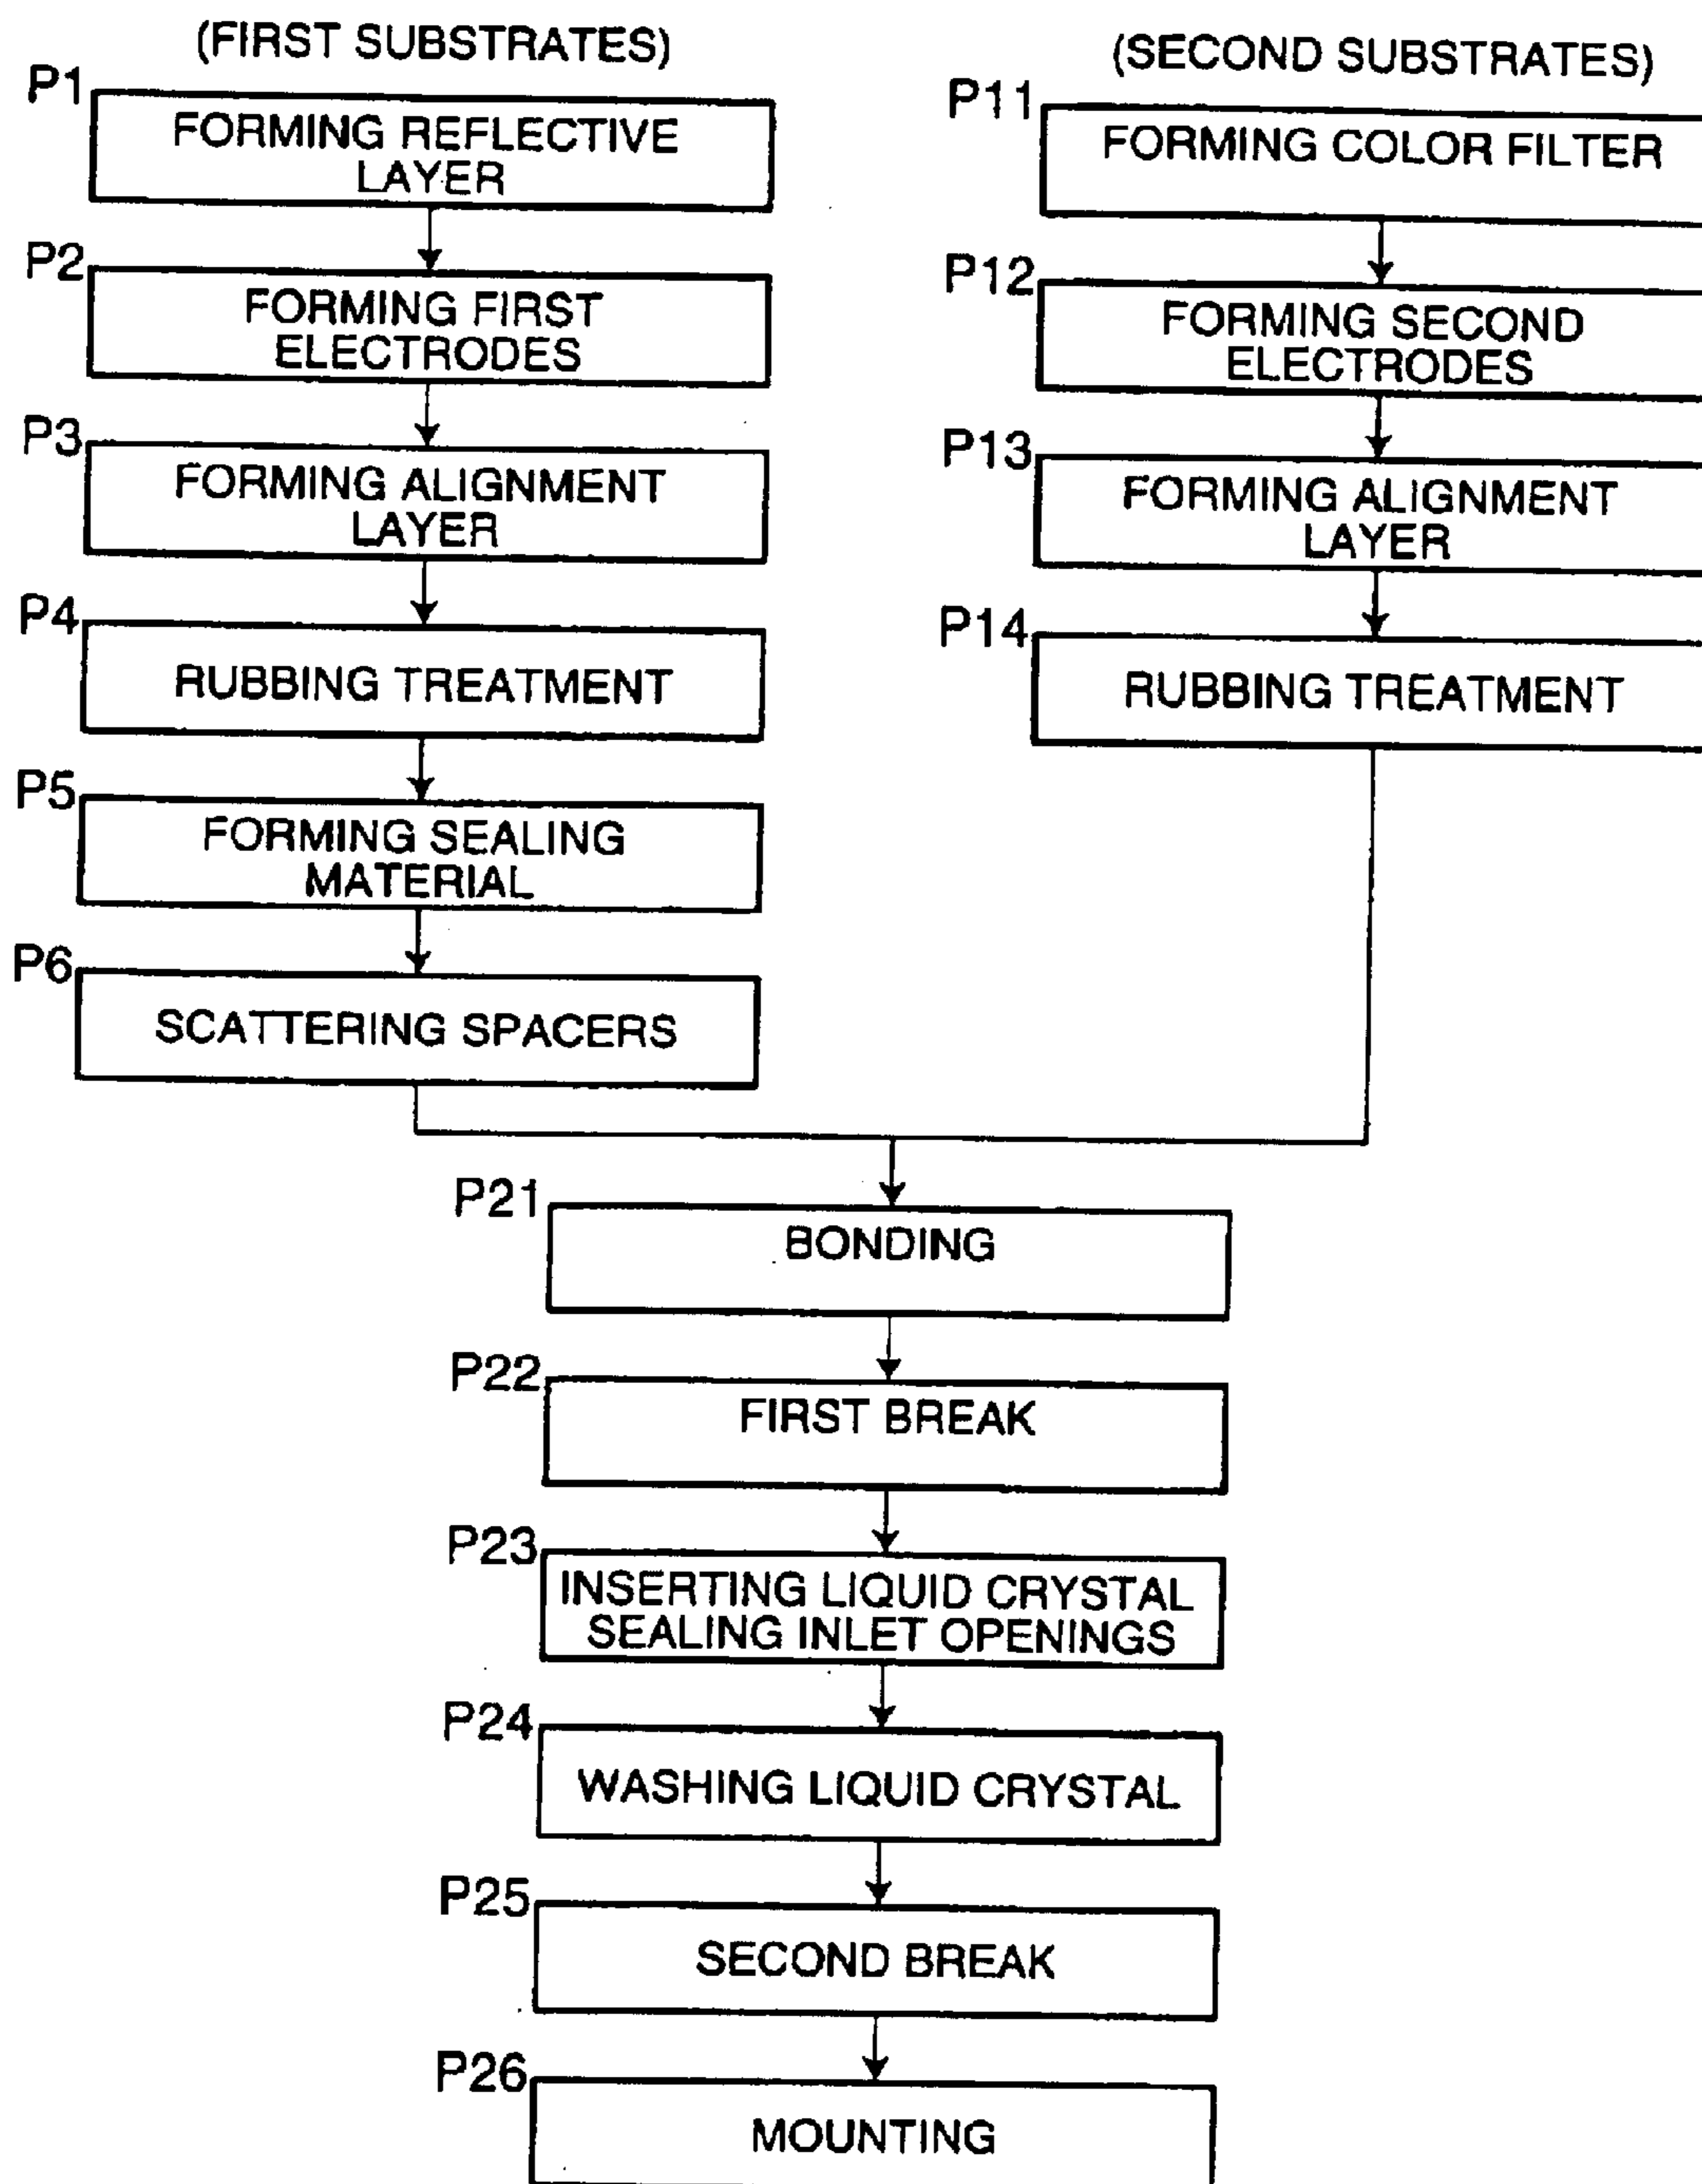 (FIRST SUBSTRATES)
P1
FORMING REFLECTIVE
LAYER
P2
FORMING FIRST
ELECTRODES
P3
FORMING ALIGNMENT
LAYER
P4
RUBBING TREATMENT
P5
FORMING SEALING
MATERIAL
P6
SCATTERING SPACERS
(SECOND SUBSTRATES)
P11
FORMING COLOR FILTER
P12
FORMING SECOND
ELECTRODES
P13
FORMING ALIGNMENT
LAYER
P14
RUBBING TREATMENT
P21
BONDING
P22
FIRST BREAK
P23
INSERTING LIQUID CRYSTAL
SEALING INLET OPENINGS
P24
WASHING LIQUID CRYSTAL
P25
SECOND BREAK
P26
MOUNTING